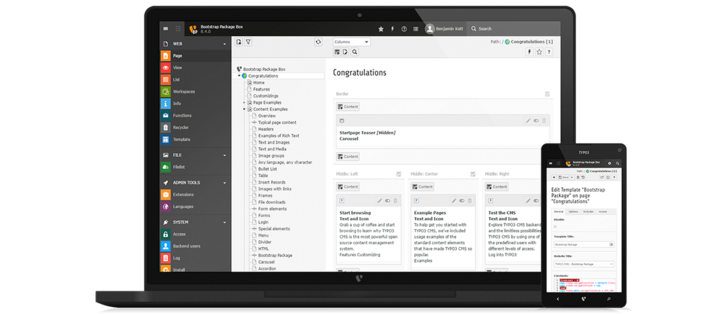 Bootstrap Package Box
8.4.0
Benjamin Kott
Search
WEB
Page
View
List
Workspaces
Info
Functions
Recycler
Template
FILE
Filelist
ADMIN TOOLS
Extensions
Languages
SYSTEM
Access
Backend users
Log
Install
Bootstrap Package Box
Congratulations
Home
Features
Customizings
Page Examples
Content Examples
Overview
Typical page content
Headers
Examples of Rich Text
Text and Images
Text and Media
Image groups
Any language, any character
Bullet List
Table
Insert Records
Images with links
Frames
File downloads
Form elements
Forms
Login
Special elements
Menu
Divider
HTML
Bootstrap Package
Carousel
Accordion
Columns
Path: / Congratulations [1]
Congratulations
Border
Content
Startpage Teaser [Hidden]
Carousel
Content
Middle: Left
Content
Start browsing
Text and Icon
Grab a cup of coffee and start
browsing to learn why TYPO3
CMS is the most powerful open
source content management
system.
Features Customizing
Content
Middle: Center
Content
Example Pages
Text and Icon
To help you get started with
TYPO3 CMS, we've included
usage examples of the
standard content elements
that have made TYPO3 CMS so
popular.
Examples
Content
Middle: Right
Content
Test the CMS
Text and Icon
Explore TYPO3 CMS backend
and the limitless possibilities of
TYPO3 CMS by using one of
the predefined users with
different levels of access.
Log into TYPO3
Content
TYPO3
Bootstrap Package Box
Edit Template "Bootstrap
Package" on page
"Congratulations"
General
Options
Includes
Access
Template Title:
Bootstrap Package
Website Title:
TYPO3 CMS - Bootstrap Package
Constants: